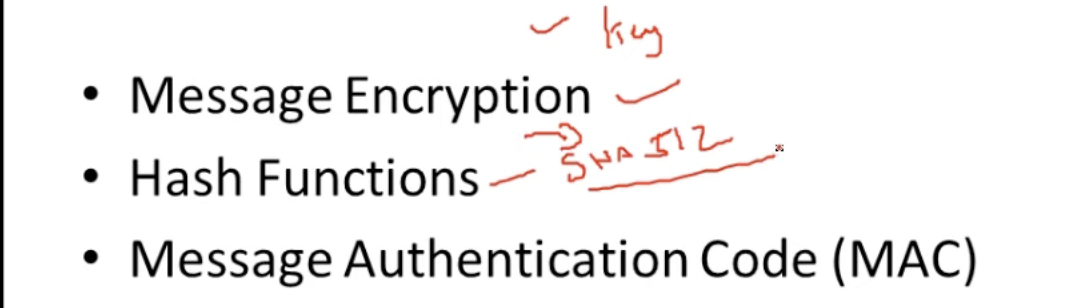 key
• Message Encryption
• Hash Functions - SHA 512
• Message Authentication Code (MAC)